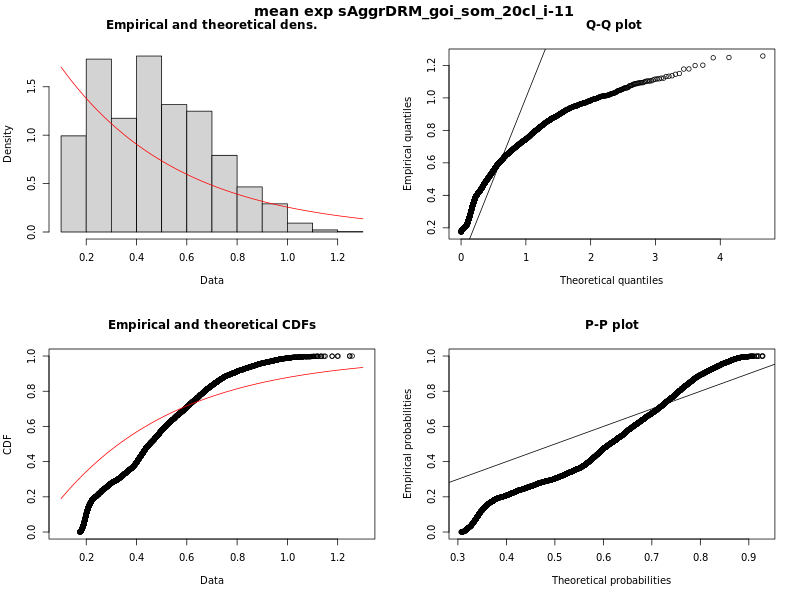 mean exp sAggrDRM_goi_som_20cl_i-11
Empirical and theoretical dens.
Density
0.0 0.5 1.0 1.5
0.2 0.4 0.6 0.8 1.0 1.2
Data
Q-Q plot
Empirical quantiles
0.2 0.4 0.6 0.8 1.0 1.2
0 1 2 3 4
Theoretical quantiles
Empirical and theoretical CDFs
CDF
0.0 0.2 0.4 0.6 0.8 1.0
0.2 0.4 0.6 0.8 1.0 1.2
Data
P-P plot
Empirical probabilities
0.0 0.2 0.4 0.6 0.8 1.0
0.3 0.4 0.5 0.6 0.7 0.8 0.9
Theoretical probabilities